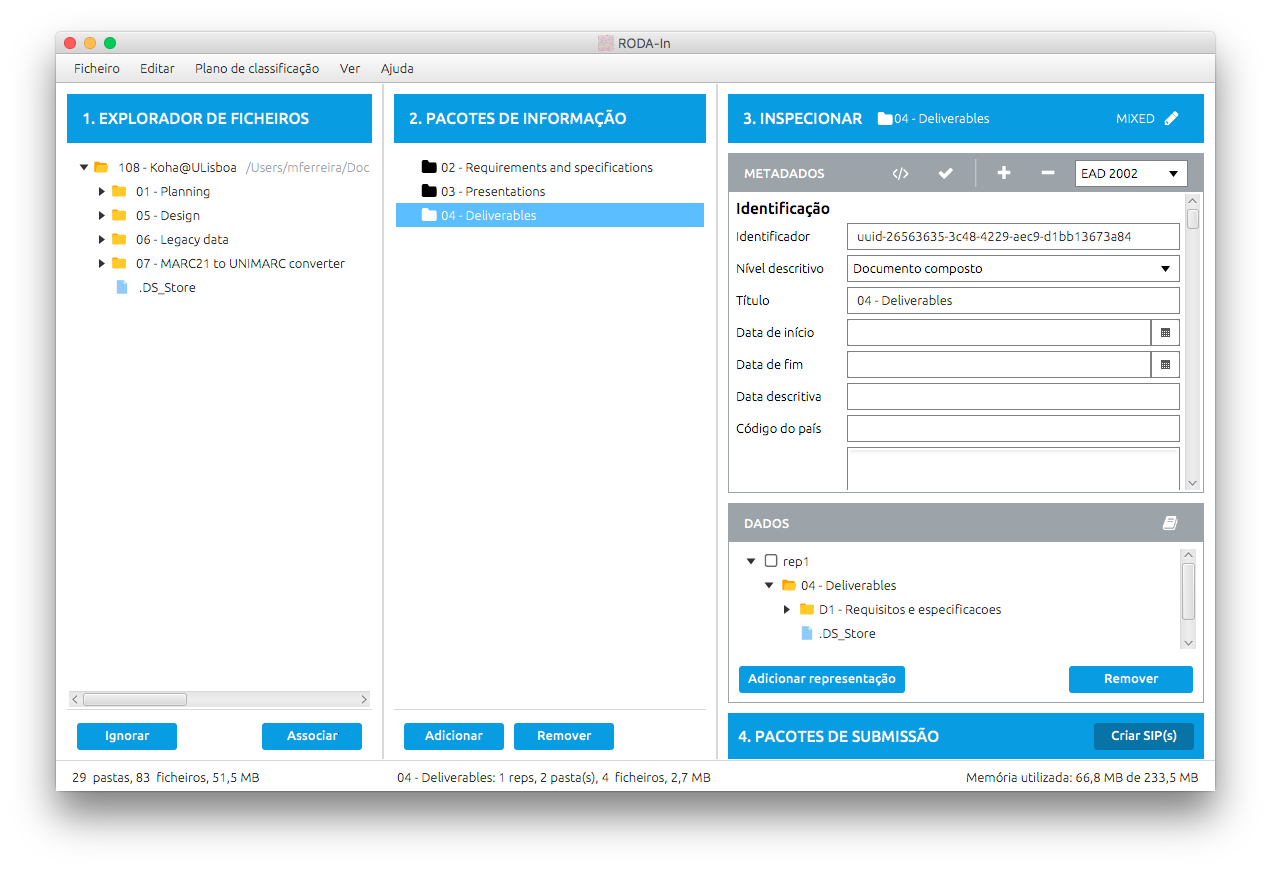 RODA-In
Ficheiro Editar Plano de classificação Ver Ajuda
1. EXPLORADOR DE FICHEIROS
108 - Koha@ULisboa /Users/mferreira/Doc
01 - Planning
05 - Design
06 - Legacy data
07 - MARC21 to UNIMARC converter
.DS_Store
Ignorar Associar
2. PACOTES DE INFORMAÇÃO
02 - Requirements and specifications
03 - Presentations
04 - Deliverables
Adicionar Remover
3. INSPECIONAR 04 - Deliverables MIXED
METADADOS </> EAD 2002
Identificação
Identificador uuid-26563635-3c48-4229-aec9-d1bb13673a84
Nível descritivo Documento composto
Título 04 - Deliverables
Data de início
Data de fim
Data descritiva
Código do país
DADOS
rep1
04 - Deliverables
D1 - Requisitos e especificacoes
.DS_Store
Adicionar representação Remover
4. PACOTES DE SUBMISSÃO Criar SIP(s)
29 pastas, 83 ficheiros, 51,5 MB 04 - Deliverables: 1 reps, 2 pasta(s), 4 ficheiros, 2,7 MB Memória utilizada: 66,8 MB de 233,5 MB